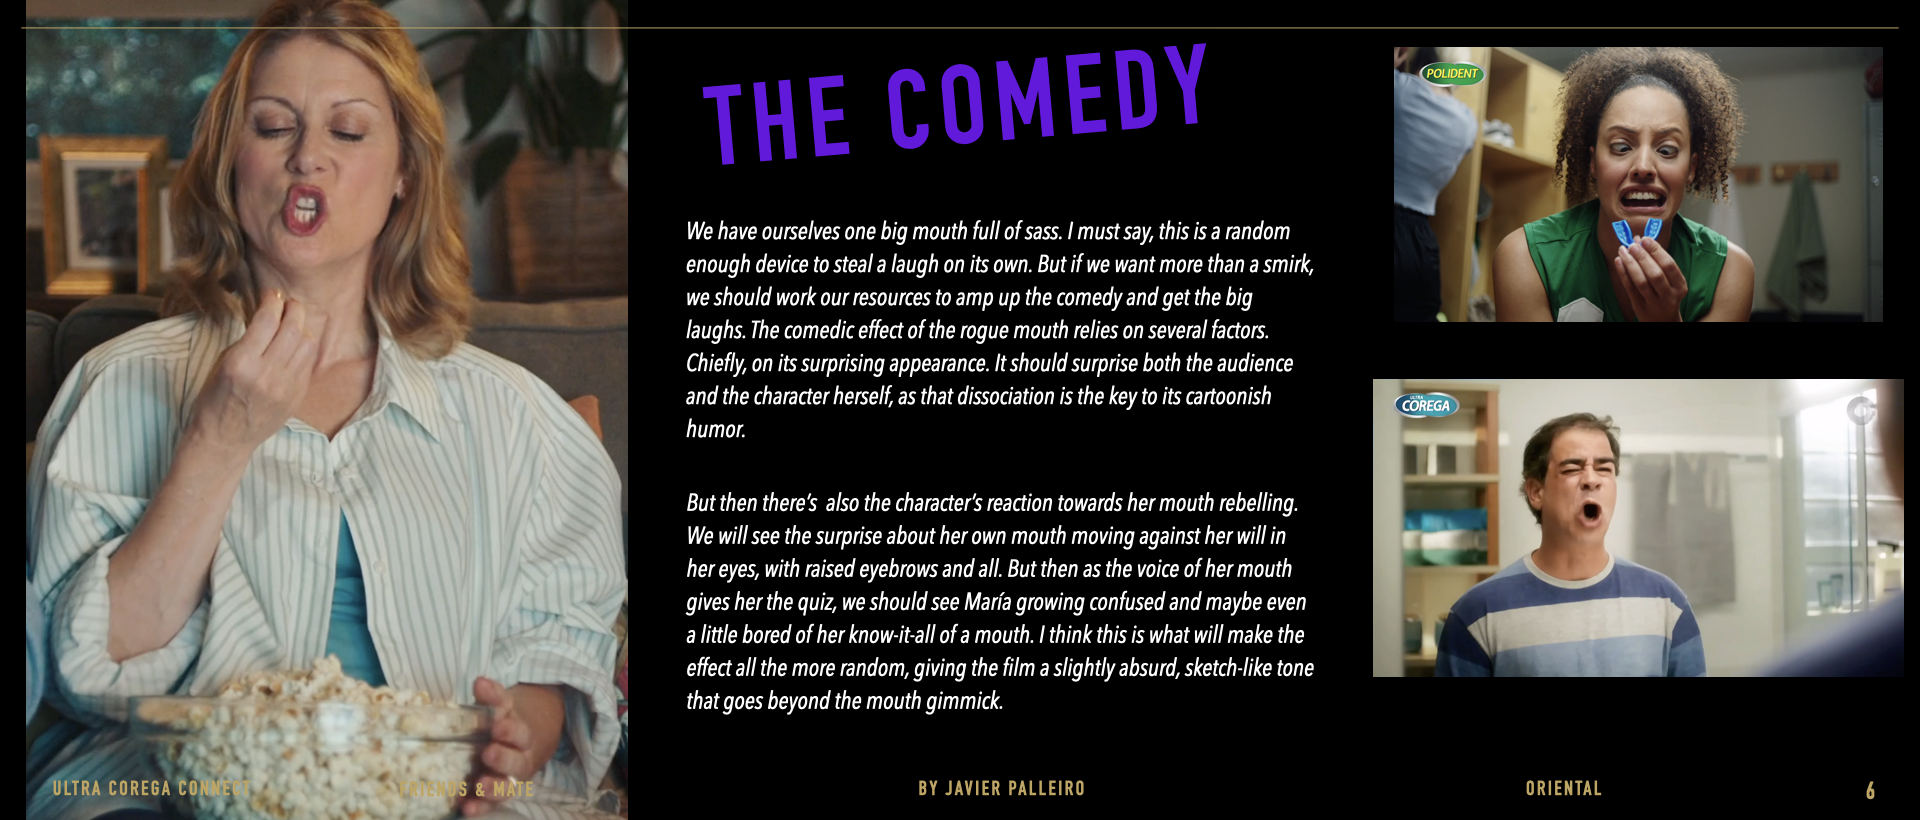 THE COMEDY
We have ourselves one big mouth full of sass. I must say, this is a random
enough device to steal a laugh on its own. But if we want more than a smirk,
we should work our resources to amp up the comedy and get the big
laughs. The comedic effect of the rogue mouth relies on several factors.
Chiefly, on its surprising appearance. It should surprise both the audience
and the character herself, as that dissociation is the key to its cartoonish
humor.
But then there's  also the character's reaction towards her mouth rebelling.
We will see the surprise about her own mouth moving against her will in
her eyes, with raised eyebrows and all. But then as the voice of her mouth
gives her the quiz, we should see María growing confused and maybe even
a little bored of her know-it-all of a mouth. I think this is what will make the
effect all the more random, giving the film a slightly absurd, sketch-like tone
that goes beyond the mouth gimmick.
POLIDENT
ULTRA
COREGA
ULTRA COREGA CONNECT
FRIENDS & MATE
BY JAVIER PALLEIRO
ORIENTAL
6